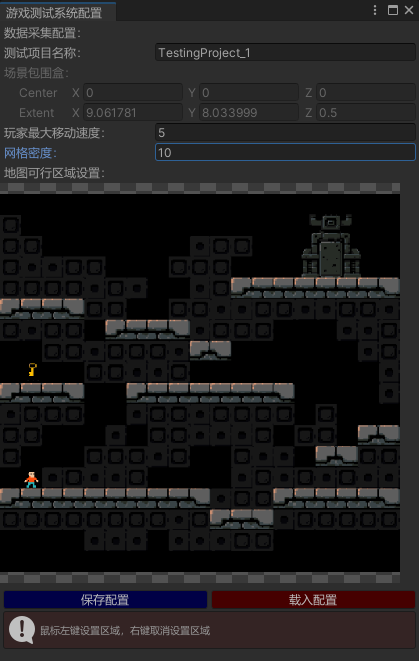 游戏测试系统配置
数据采集配置:
测试项目名称: TestingProject_1
场景包围盒:
Center X 0 Y 0 Z 0
Extent X 9.061781 Y 8.033999 Z 0.5
玩家最大移动速度: 5
网格密度: 10
地图可行区域设置:
保存配置 载入配置
鼠标左键设置区域，右键取消设置区域